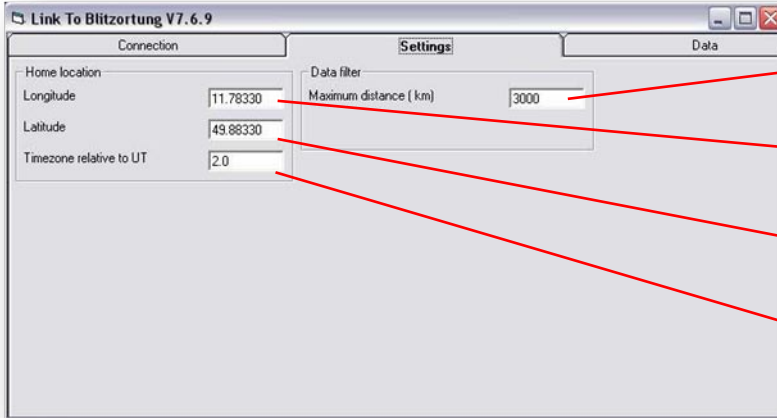 Link To Blitzortung V7.6.9
Connection
Settings
Data
Home location
Longitude 11.78330
Latitude 49.88330
Timezone relative to UT 2.0
Data filter
Maximum distance ( km) 3000